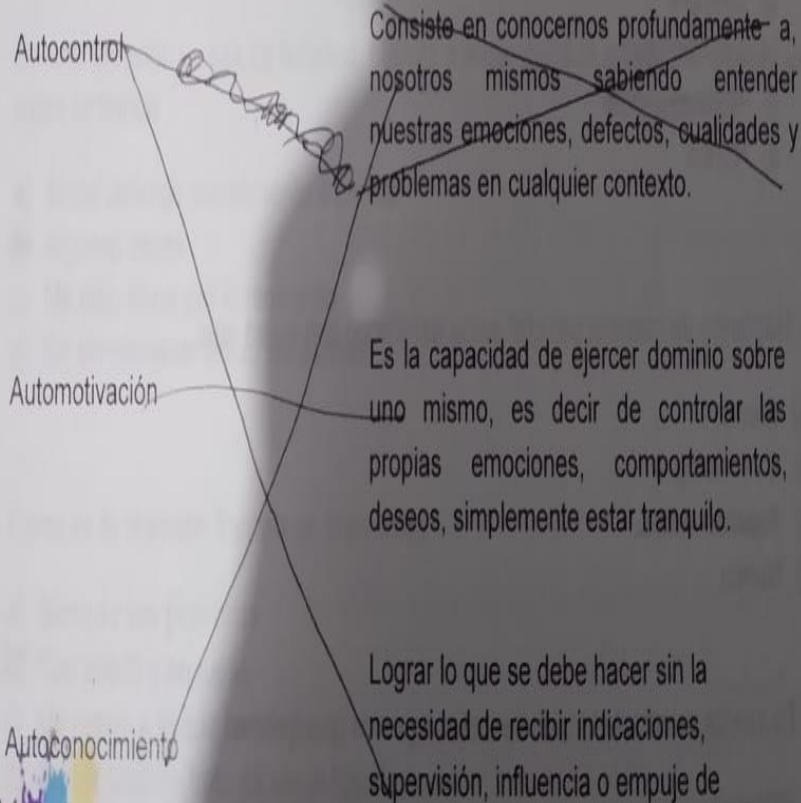 Autocontrol
Consiste en conocernos profundamente a,
nosotros mismos sabiendo entender
nuestras emociones, defectos, cualidades y
problemas en cualquier contexto.
Automotivación
Es la capacidad de ejercer dominio sobre
uno mismo, es decir de controlar las
propias emociones, comportamientos,
deseos, simplemente estar tranquilo.
Autoconocimiento
Lograr lo que se debe hacer sin la
necesidad de recibir indicaciones,
supervisión, influencia o empuje de